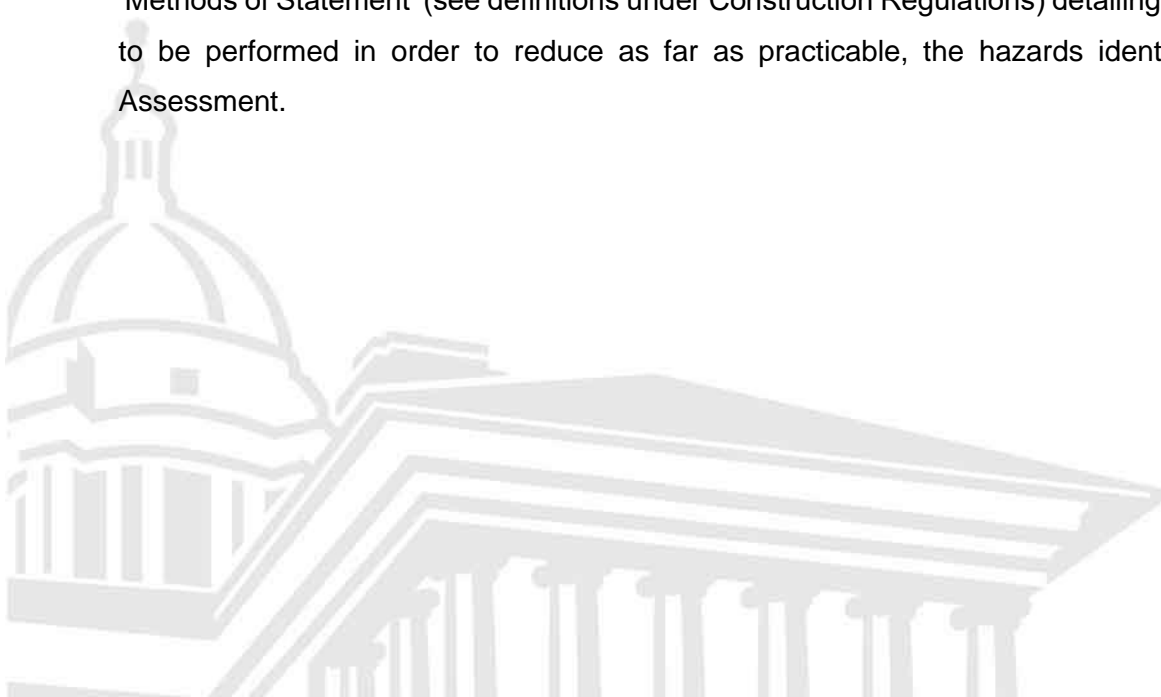 'Methods of Statement' (see definitions under Construction Regulations) detailing
to be performed in order to reduce as far as practicable, the hazards ident
Assessment.